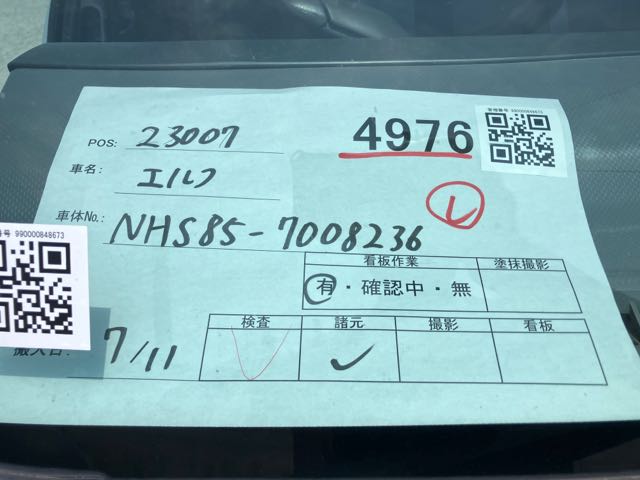 管理番号 990000848673
POS: 23007
4976
車名 エルフ
レ
車体No.: NHS85-7008236
番号 990000848673
看板作業 塗抹撮影
有・確認中・無
搬入日: 7/11
検査 諸元 撮影 看板